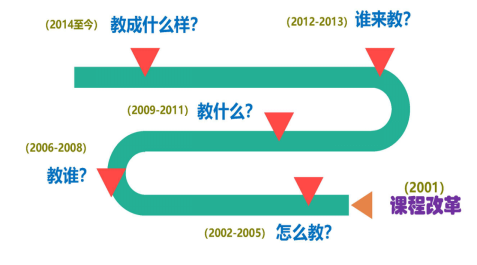 (2014至今) 教成什么样?
(2012-2013) 谁来教?
(2009-2011) 教什么?
(2006-2008)
教谁?
(2001)
课程改革
(2002-2005) 怎么教?